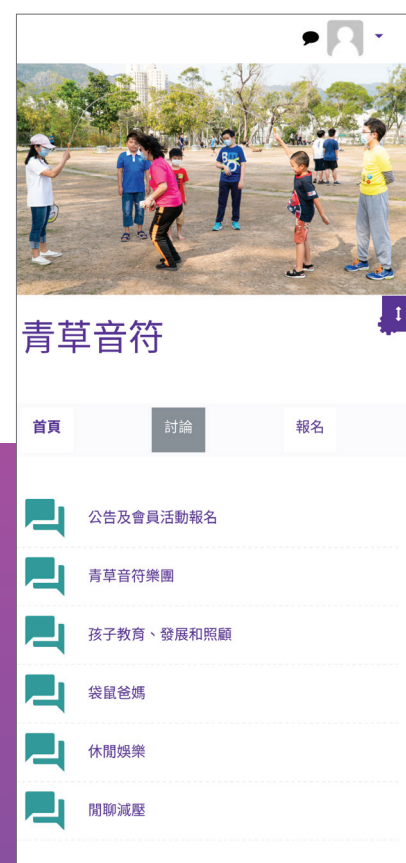 青草音符
首頁 討論 報名
公告及會員活動報名
青草音符樂團
孩子教育、發展和照顧
袋鼠爸媽
休閒娛樂
閒聊減壓